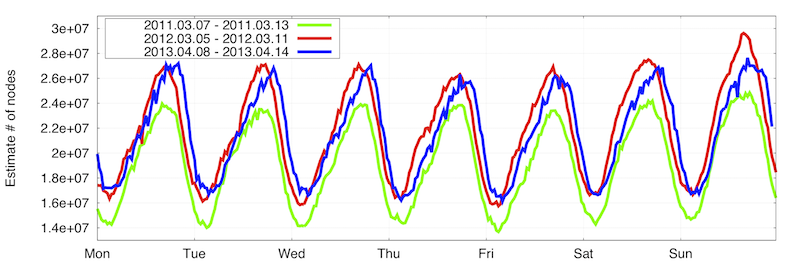 3e+07
2.8e+07
2.6e+07
2.4e+07
2.2e+07
2e+07
1.8e+07
1.6e+07
1.4e+07
Estimate # of nodes
2011.03.07 - 2011.03.13
2012.03.05 - 2012.03.11
2013.04.08 - 2013.04.14
Mon Tue Wed Thu Fri Sat Sun